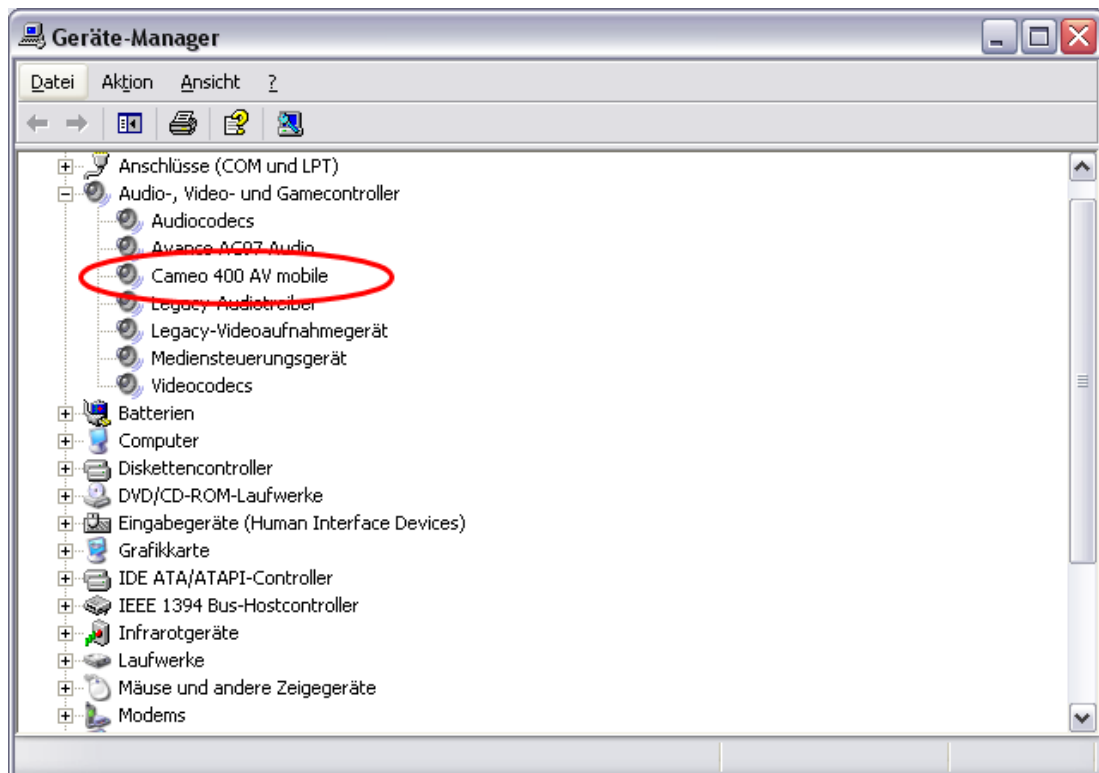 Geräte-Manager
Datei Aktion Ansicht ?
Anschlüsse (COM und LPT)
Audio-, Video- und Gamecontroller
Audiocodecs
Avance AC97 Audio
Cameo 400 AV mobile
Legacy-Audiotreiber
Legacy-Videoaufnahmegerät
Mediensteuerungsgerät
Videocodecs
Batterien
Computer
Diskettencontroller
DVD/CD-ROM-Laufwerke
Eingabegeräte (Human Interface Devices)
Grafikkarte
IDE ATA/ATAPI-Controller
IEEE 1394 Bus-Hostcontroller
Infrarotgeräte
Laufwerke
Mäuse und andere Zeigegeräte
Modems